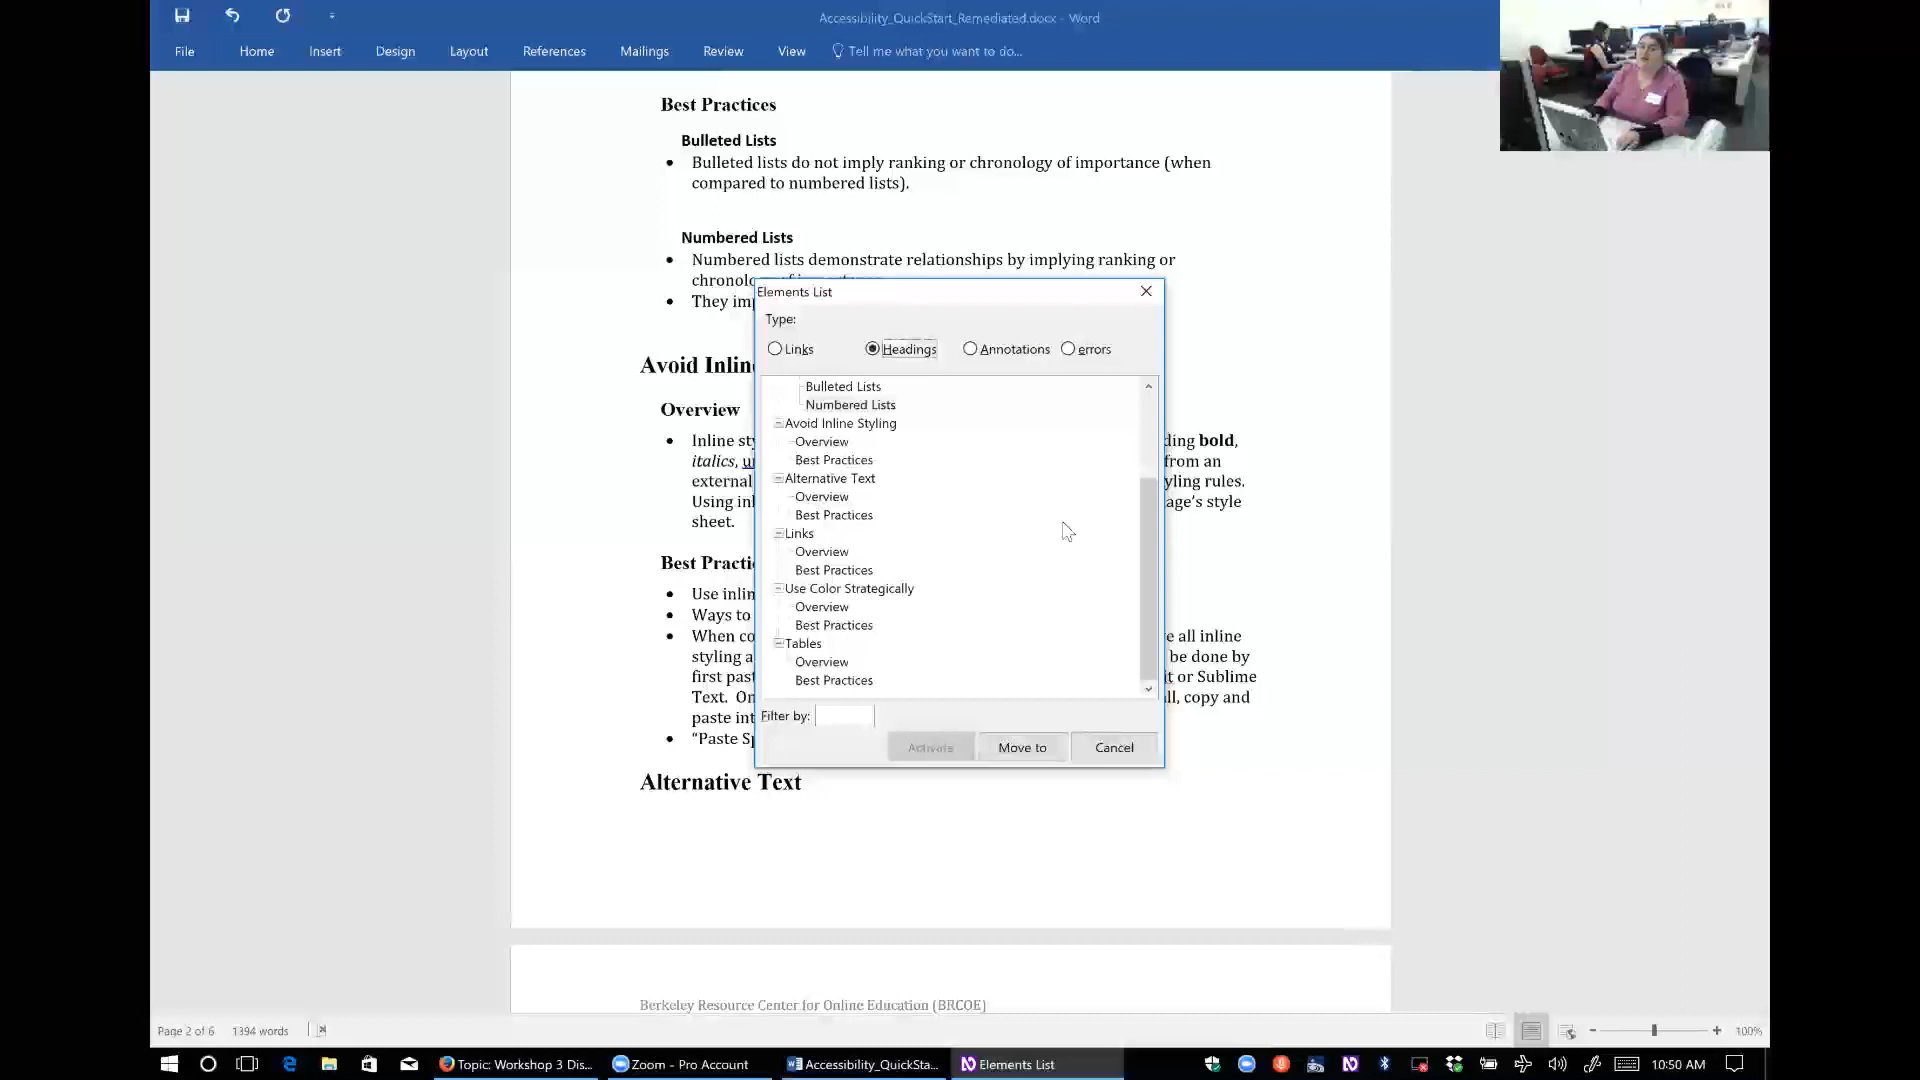 Accessibility_QuickStart_Remediated.docx - Word
File Home Insert Design Layout References Mailings Review View Tell me what you want to do...
Best Practices
Bulleted Lists
Bulleted lists do not imply ranking or chronology of importance (when
compared to numbered lists).
Numbered Lists
Numbered lists demonstrate relationships by implying ranking or
chronolo
They imp
Avoid Inline
Overview
Inline sty
ding bold,
italics, un
from an
external
yling rules.
Using inl
age's style
sheet.
Best Practic
Use inlin
Ways to
When co
e all inline
styling a
be done by
first past
it or Sublime
Text. On
ll, copy and
paste int
"Paste Sp
Alternative Text
Elements List
Type:
Links Headings Annotations errors
Bulleted Lists
Numbered Lists
Avoid Inline Styling
Overview
Best Practices
Alternative Text
Overview
Best Practices
Links
Overview
Best Practices
Use Color Strategically
Overview
Best Practices
Tables
Overview
Best Practices
Filter by:
Activate Move to Cancel
Berkeley Resource Center for Online Education (BRCOE)
Page 2 of 6 1394 words 100%
Topic: Workshop 3 Dis... Zoom - Pro Account Accessibility_QuickSta... Elements List 10:50 AM